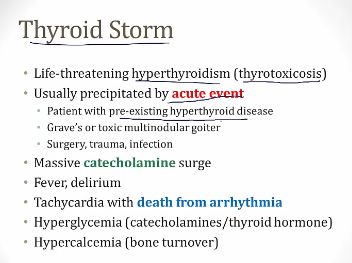 Thyroid Storm
• Life-threatening hyperthyroidism (thyrotoxicosis)
• Usually precipitated by acute event
• Patient with pre-existing hyperthyroid disease
• Grave's or toxic multinodular goiter
• Surgery, trauma, infection
• Massive catecholamine surge
• Fever, delirium
• Tachycardia with death from arrhythmia
• Hyperglycemia (catecholamines/thyroid hormone)
• Hypercalcemia (bone turnover)